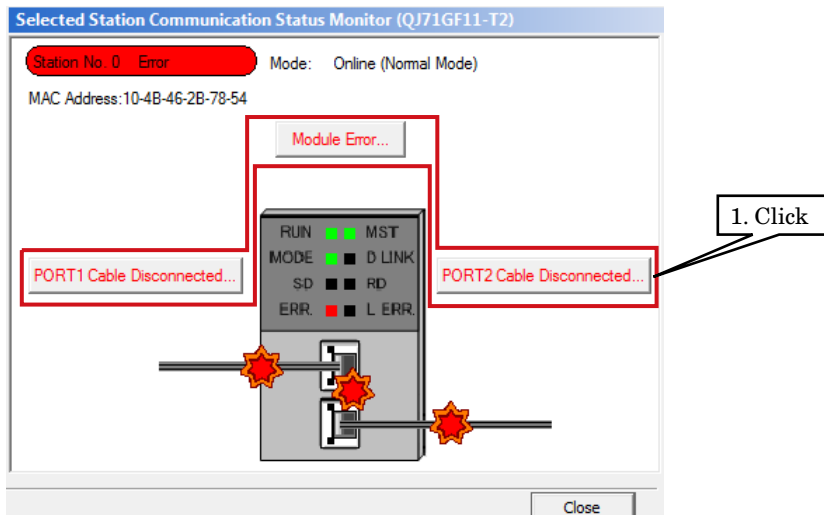 Selected Station Communication Status Monitor (QJ71GF11-T2)
Station No. 0 Error Mode: Online (Normal Mode)
MAC Address:10-4B-46-2B-78-54
Module Error...
1. Click
RUN MST
MODE D LINK
PORT1 Cable Disconnected... PORT2 Cable Disconnected...
SD RD
ERR. L ERR.
Close